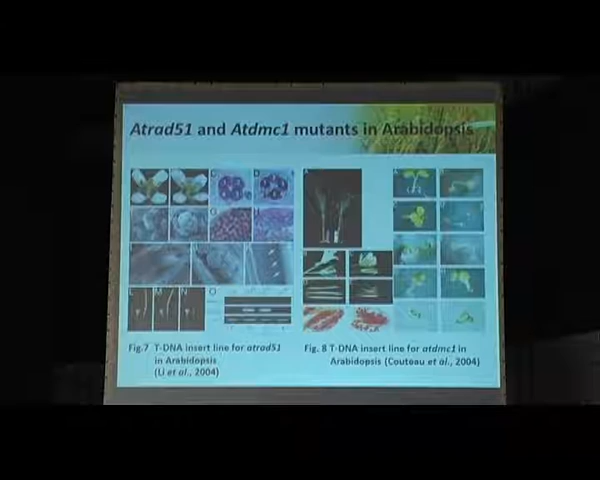 Atrad51 and Atdmc1 mutants in Arabidopsis
Fig.7 T-DNA insert line for atrad51
in Arabidopsis
(Li et al., 2004)
Fig. 8 T-DNA insert line for atdmc1 in
Arabidopsis (Couteau et al., 2004)